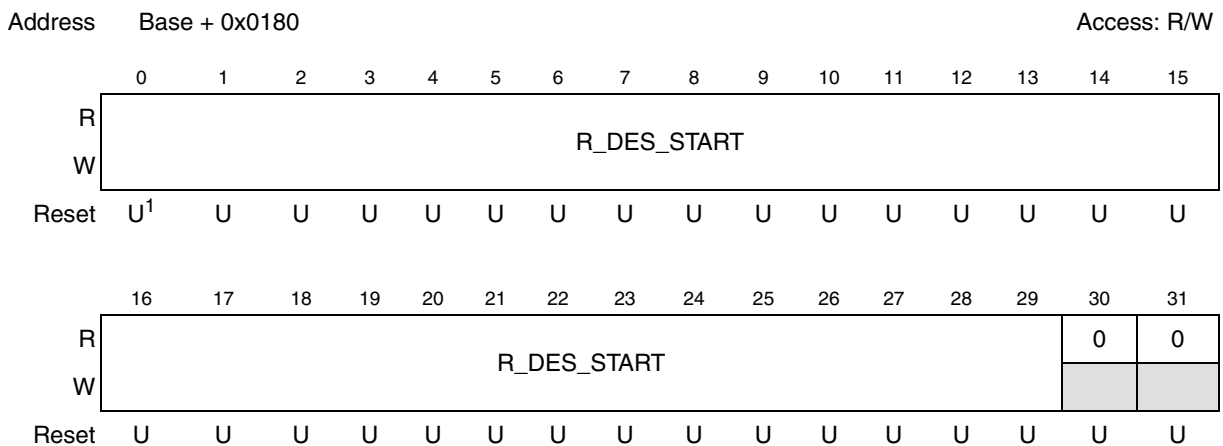 Address Base + 0x0180 Access: R/W
0 1 2 3 4 5 6 7 8 9 10 11 12 13 14 15
R
R_DES_START
W
Reset U1 U U U U U U U U U U U U U U U
16 17 18 19 20 21 22 23 24 25 26 27 28 29 30 31
R 0 0
R_DES_START
W
Reset U U U U U U U U U U U U U U U U